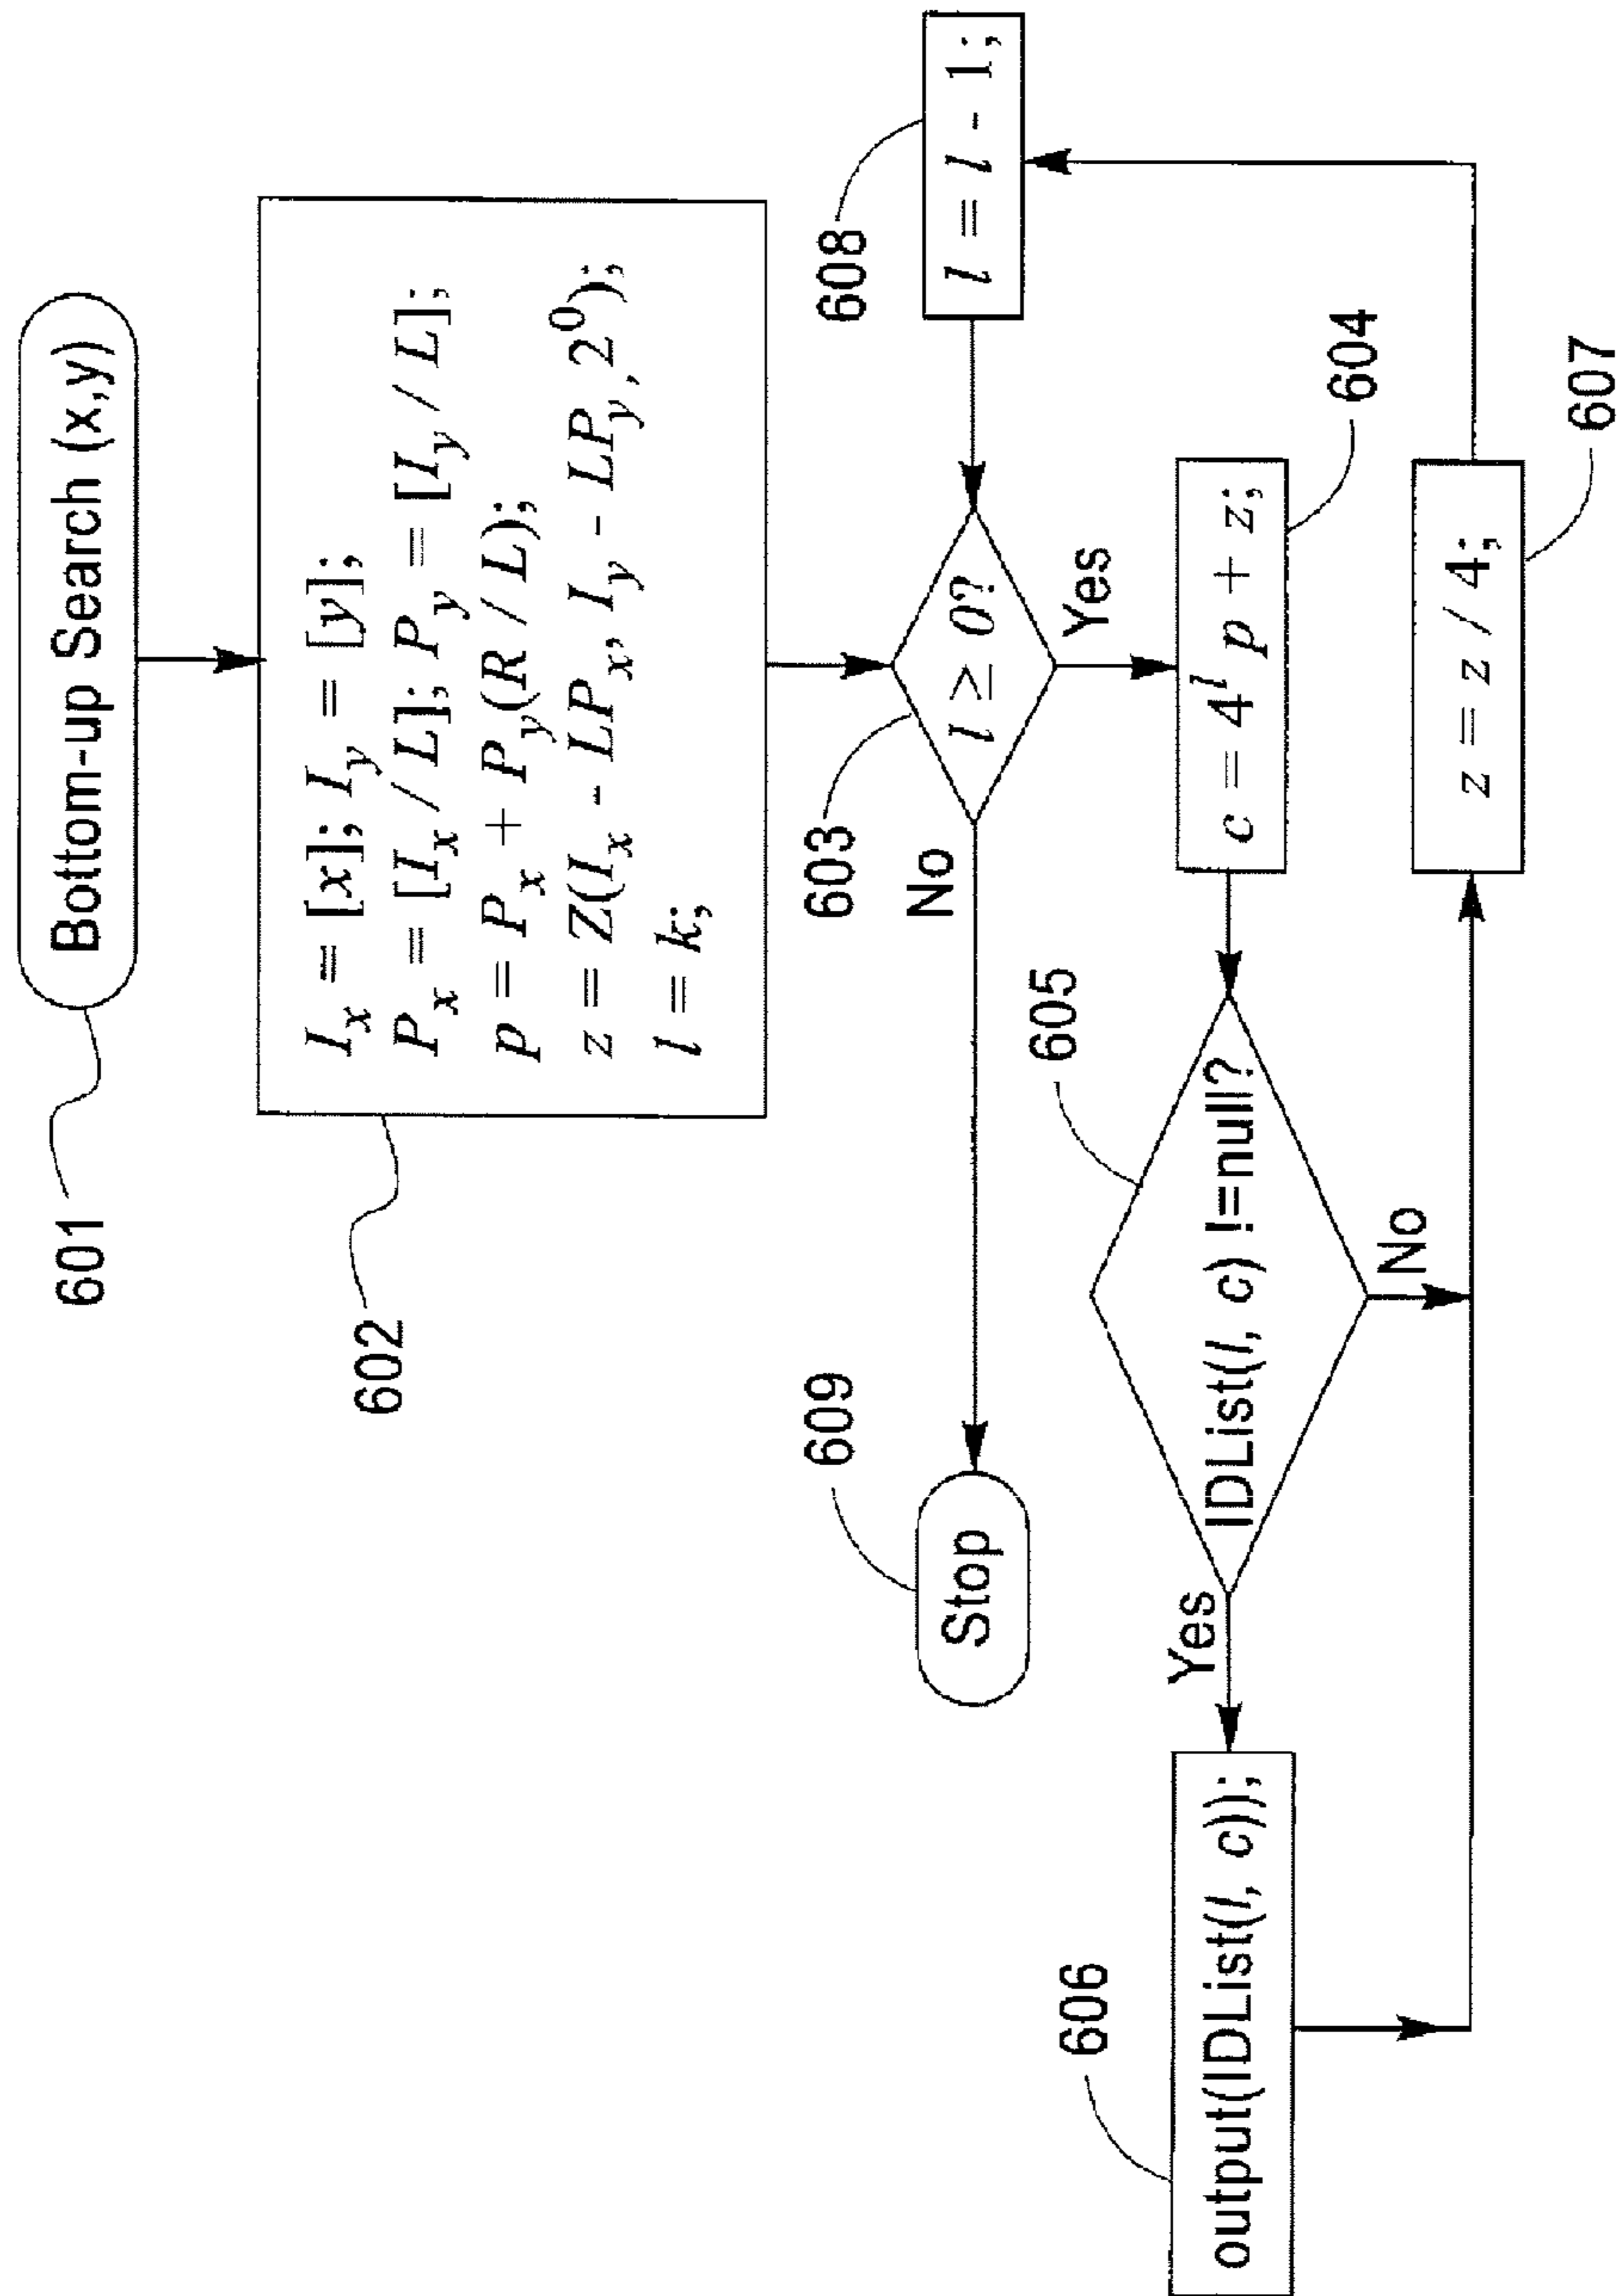 Bottom-up Search (x,y)
601
I_x = [x]; I_y = [y];
P_x = [I_x / L]; P_y = [I_y / L];
p = P_x + P_y(R / L);
z = Z(I_x - LP_x, I_y - LP_y, 2^0);
l = k;
602
609
Stop
No
603
l ≥ 0?
Yes
608
l = l - 1;
606
output(IDList(l, c));
Yes
605
IDList(l, c) !=null?
No
c = 4^l p + z;
604
z = z / 4;
607